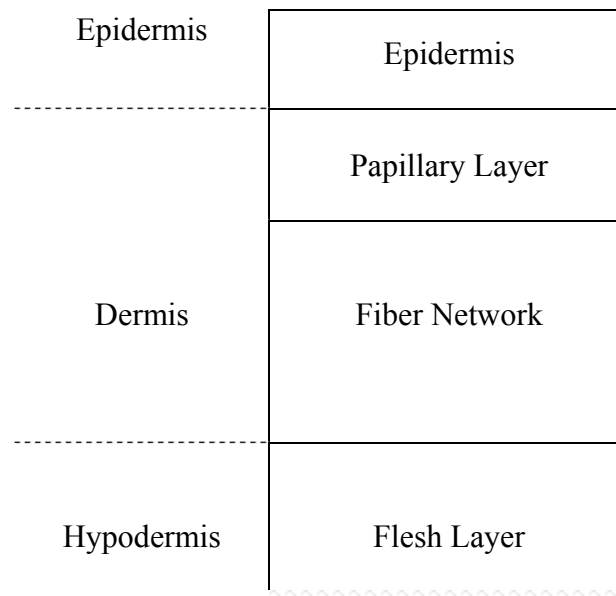 Epidermis
Epidermis
Papillary Layer
Dermis
Fiber Network
Hypodermis
Flesh Layer